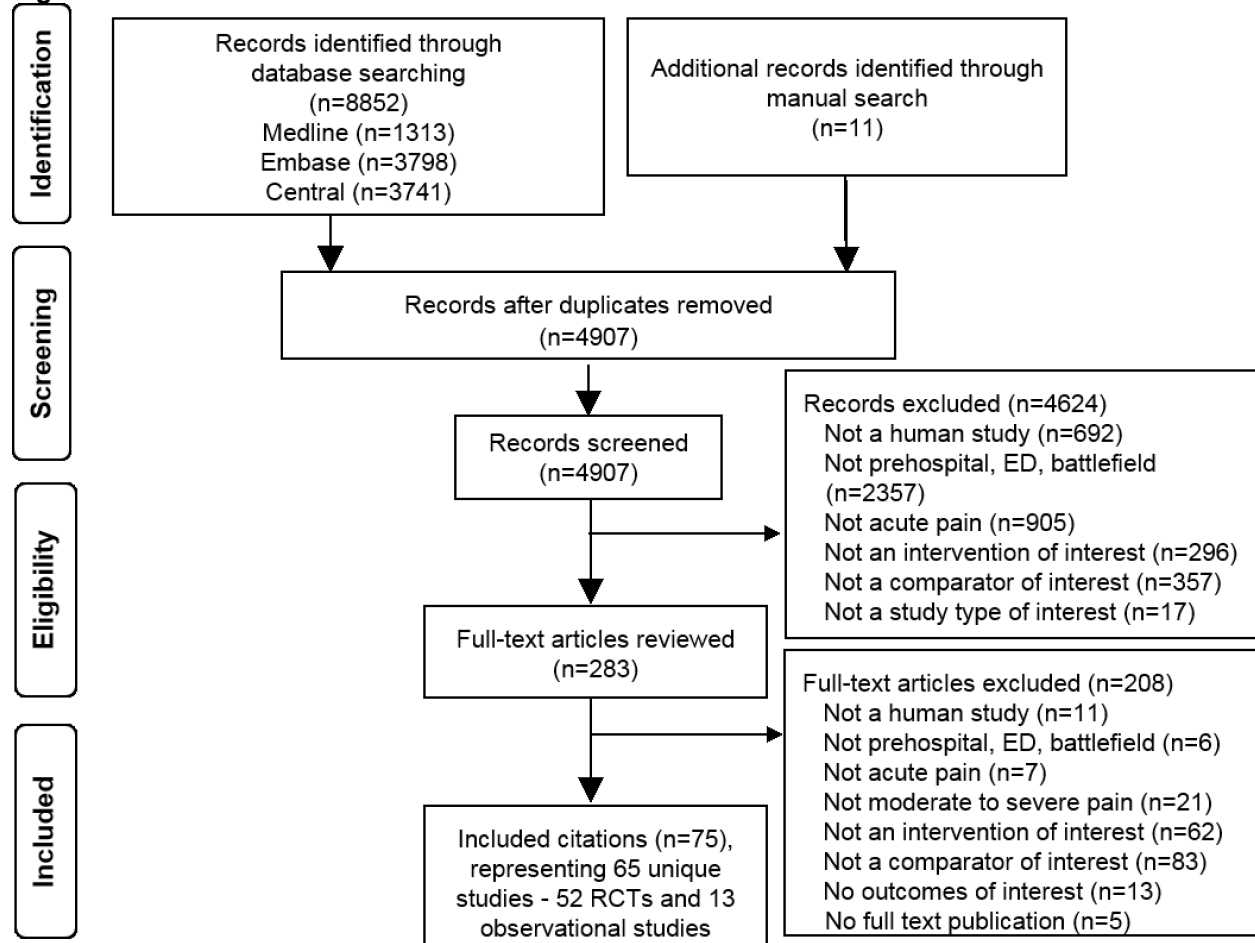 Identification
Records identified through
database searching
(n=8852)
Medline (n=1313)
Embase (n=3798)
Central (n=3741)
Additional records identified through
manual search
(n=11)
Screening
Records after duplicates removed
(n=4907)
Records screened
(n=4907)
Records excluded (n=4624)
Not a human study (n=692)
Not prehospital, ED, battlefield
(n=2357)
Not acute pain (n=905)
Not an intervention of interest (n=296)
Not a comparator of interest (n=357)
Not a study type of interest (n=17)
Eligibility
Full-text articles reviewed
(n=283)
Full-text articles excluded (n=208)
Not a human study (n=11)
Not prehospital, ED, battlefield (n=6)
Not acute pain (n=7)
Not moderate to severe pain (n=21)
Not an intervention of interest (n=62)
Not a comparator of interest (n=83)
No outcomes of interest (n=13)
No full text publication (n=5)
Included
Included citations (n=75),
representing 65 unique
studies - 52 RCTs and 13
observational studies